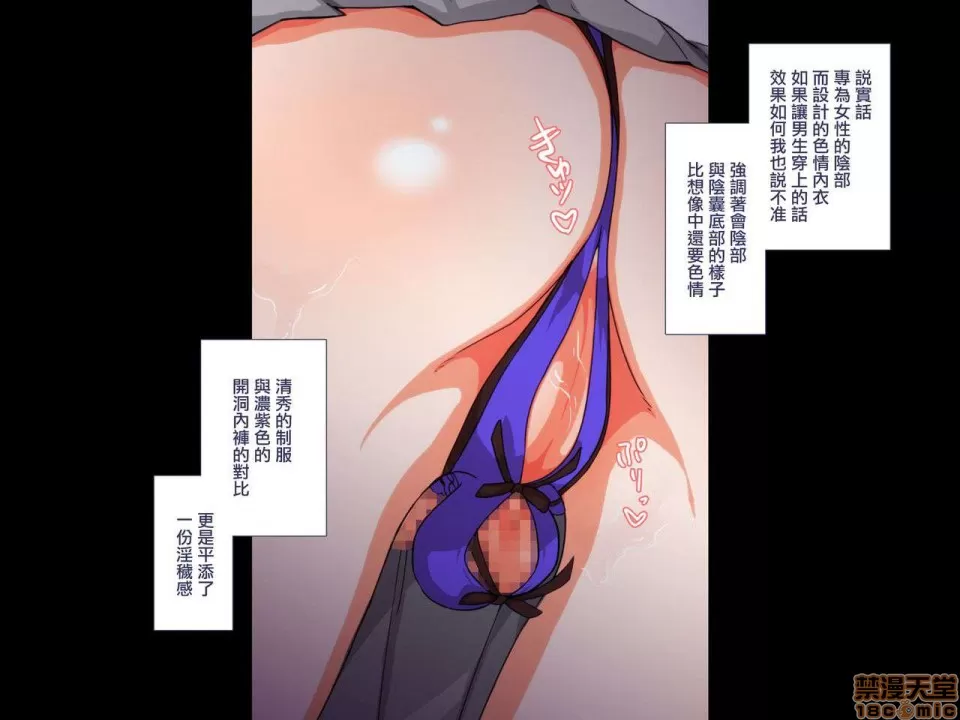 說實話
專為女性的陰部
而設計的色情內衣
如果讓男生穿上的話
效果如何我也說不准
強調著會陰部
與陰囊底部的樣子
比想像中還要色情
きゅッ♡
ぷりっ♡
清秀的制服
與濃紫色的
開洞內褲的對比
更是平添了
一份淫穢感
禁漫天堂
18comic